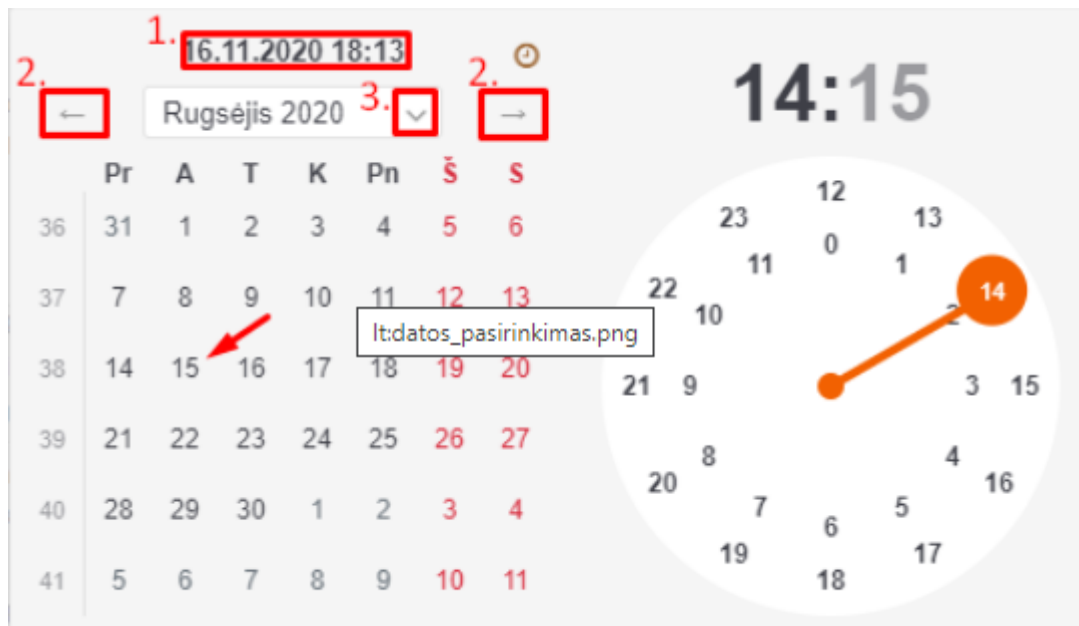 1. 16.11.2020 18:13
2. ← Rugsėjis 2020 3. 2. →
Pr A T K Pn Š S
36 31 1 2 3 4 5 6
37 7 8 9 10 11 12 13
38 14 15 16 17 18 19 20
39 21 22 23 24 25 26 27
40 28 29 30 1 2 3 4
41 5 6 7 8 9 10 11
lt:datos_pasirinkimas.png
14:15
12
23 13
0
11 1
22 14
10 2
21 9 3 15
8 4
20 16
7 5
6
19 17
18